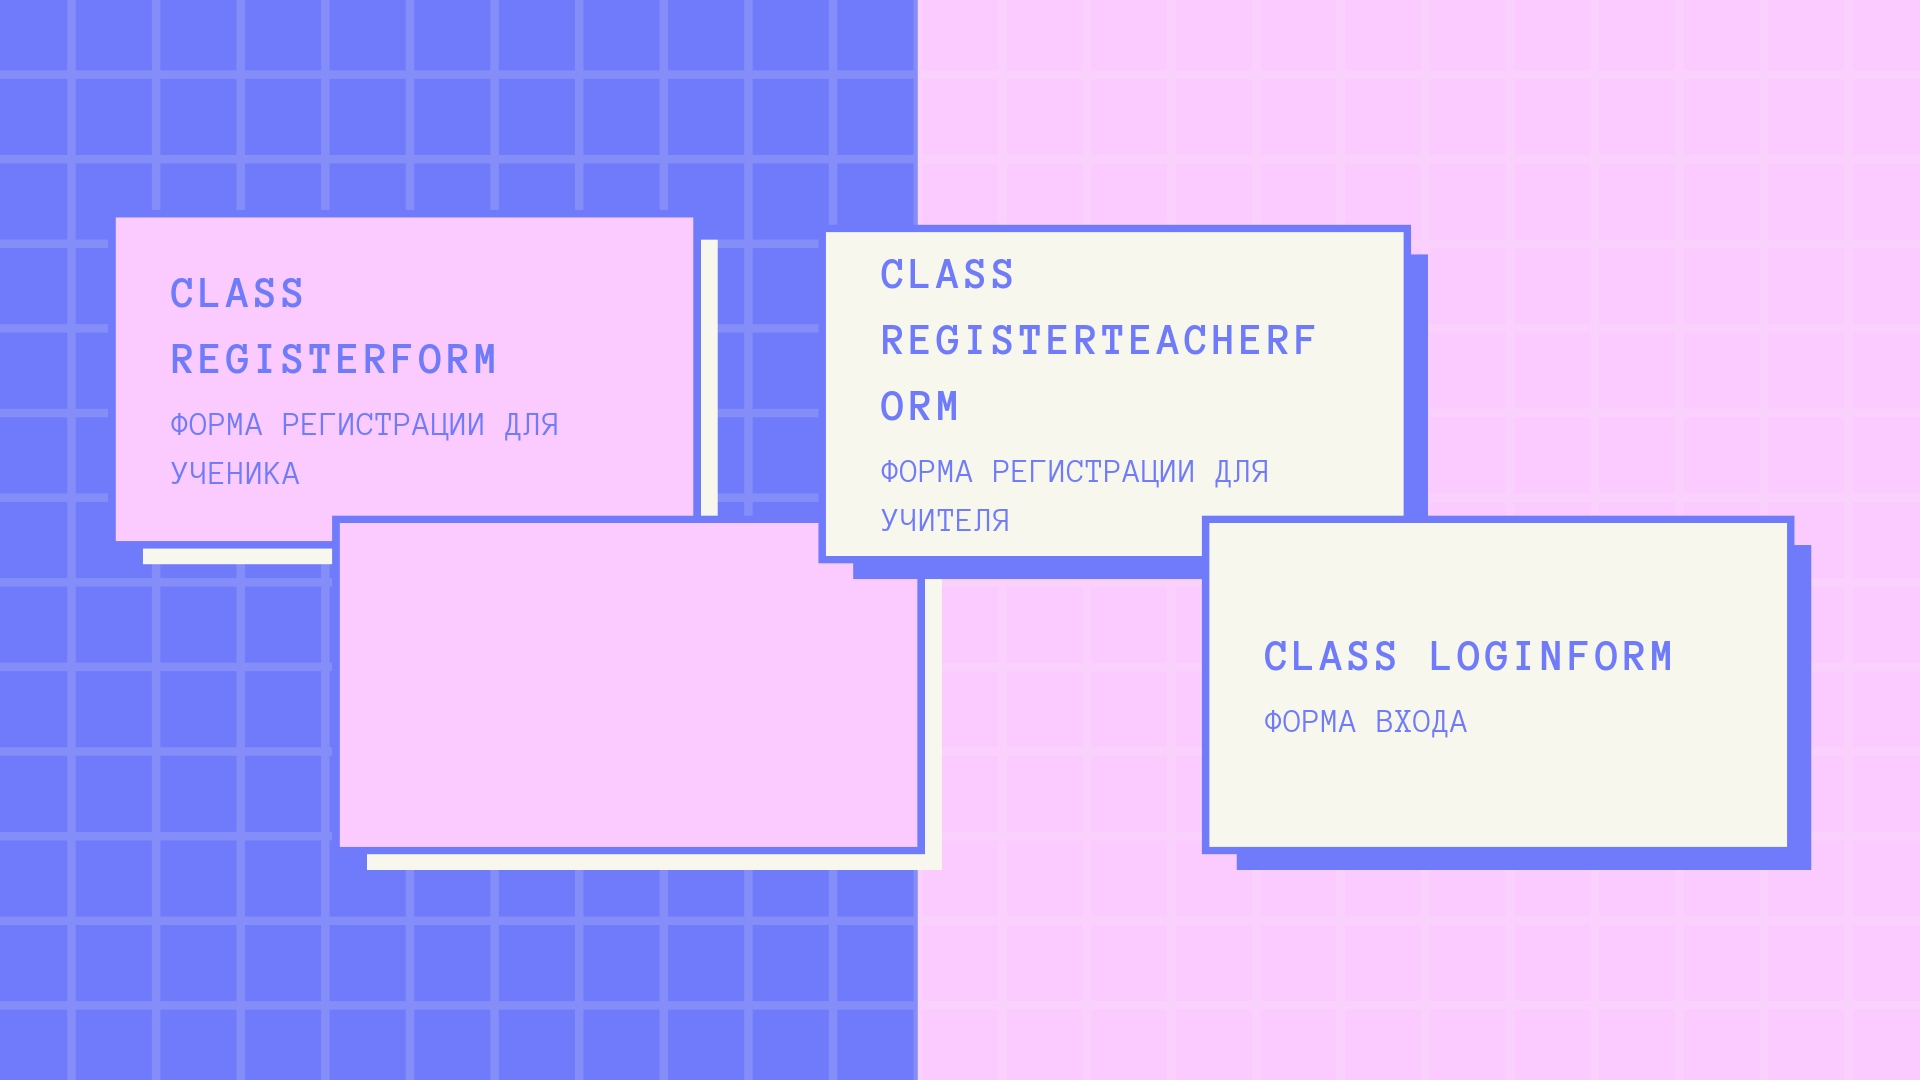 CLASS
REGISTERFORM
ФОРМА РЕГИСТРАЦИИ ДЛЯ
УЧЕНИКА
CLASS
REGISTERTEACHERF
ORM
ФОРМА РЕГИСТРАЦИИ ДЛЯ
УЧИТЕЛЯ
CLASS LOGINFORM
ФОРМА ВХОДА